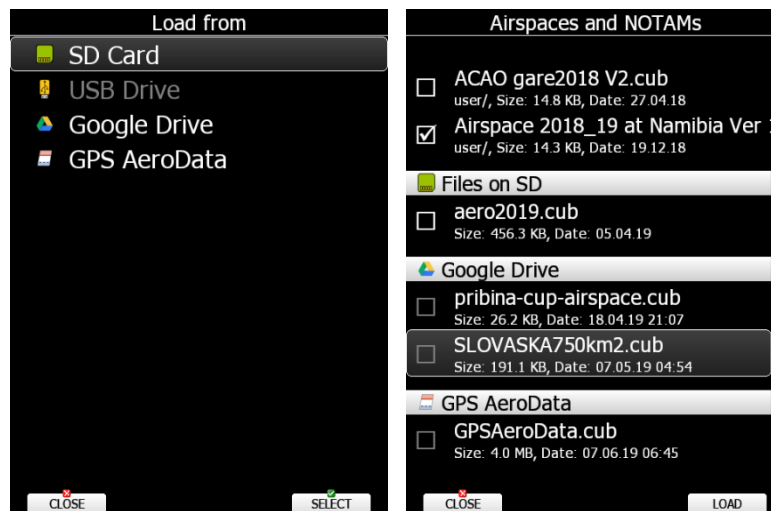 Load from
SD Card
USB Drive
Google Drive
GPS AeroData
CLOSE
SELECT
Airspaces and NOTAMs
ACAO gare2018 V2.cub
user/, Size: 14.8 KB, Date: 27.04.18
Airspace 2018_19 at Namibia Ver 1
user/, Size: 14.3 KB, Date: 19.12.18
Files on SD
aero2019.cub
Size: 456.3 KB, Date: 05.04.19
Google Drive
pribina-cup-airspace.cub
Size: 26.2 KB, Date: 18.04.19 21:07
SLOVASKA750km2.cub
Size: 191.1 KB, Date: 07.05.19 04:54
GPS AeroData
GPSAeroData.cub
Size: 4.0 MB, Date: 07.06.19 06:45
CLOSE
LOAD